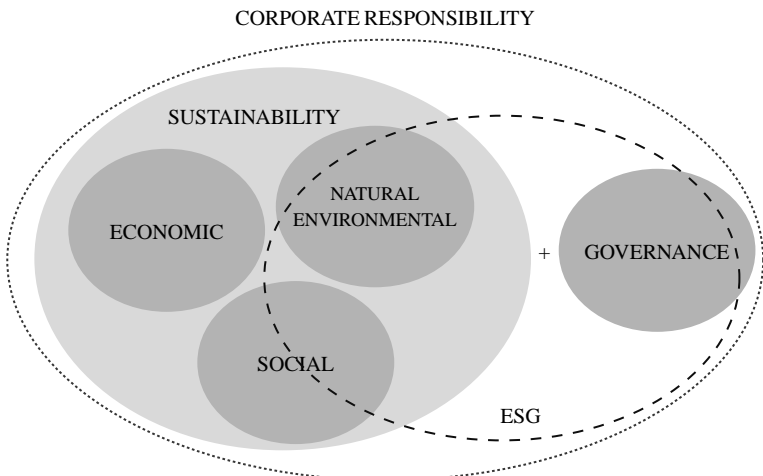 CORPORATE RESPONSIBILITY
SUSTAINABILITY
NATURAL
ENVIRONMENTAL
ECONOMIC
+
GOVERNANCE
SOCIAL
ESG